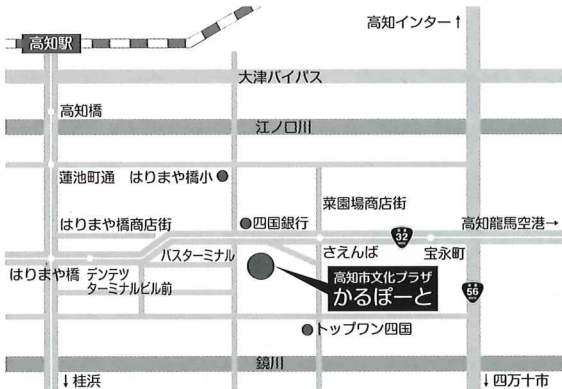 高知インター↑
高知駅
大津バイパス
高知橋
江ノ口川
蓮池町通
はりまや橋小
菜園場商店街
はりまや橋商店街
四国銀行
32
高知龍馬空港→
バスターミナル
さえんば
宝永町
はりまや橋
デンテツ
ターミナルビル前
高知市文化プラザ
かるぽーと
56
トップワン四国
鏡川
↓桂浜
↓四万十市